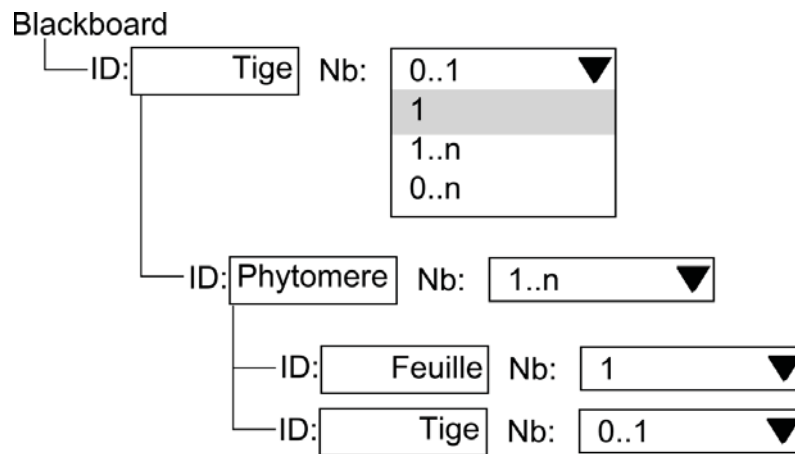 Blackboard
ID: Tige Nb: 0..1
1
1..n
0..n
ID: Phytomere Nb: 1..n
ID: Feuille Nb: 1
ID: Tige Nb: 0..1